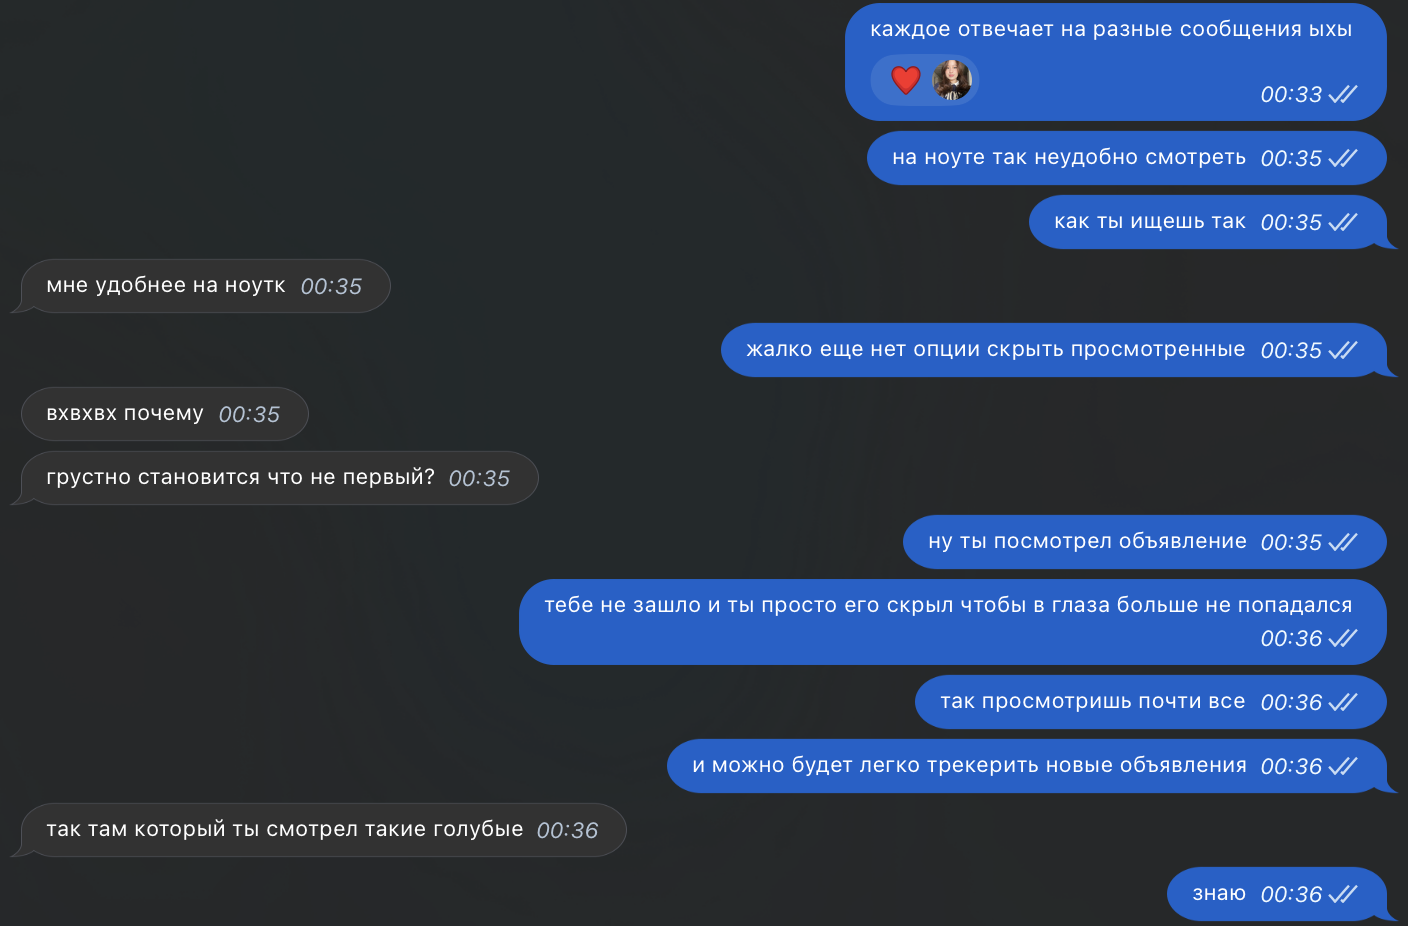 каждое отвечает на разные сообщения ыхы
00:33
на ноуте так неудобно смотреть 00:35
как ты ищешь так 00:35
мне удобнее на ноутк 00:35
жалко еще нет опции скрыть просмотренные 00:35
вхвхвх почему 00:35
грустно становится что не первый? 00:35
ну ты посмотрел объявление 00:35
тебе не зашло и ты просто его скрыл чтобы в глаза больше не попадался
00:36
так просмотришь почти все 00:36
и можно будет легко трекерить новые объявления 00:36
так там который ты смотрел такие голубые 00:36
знаю 00:36